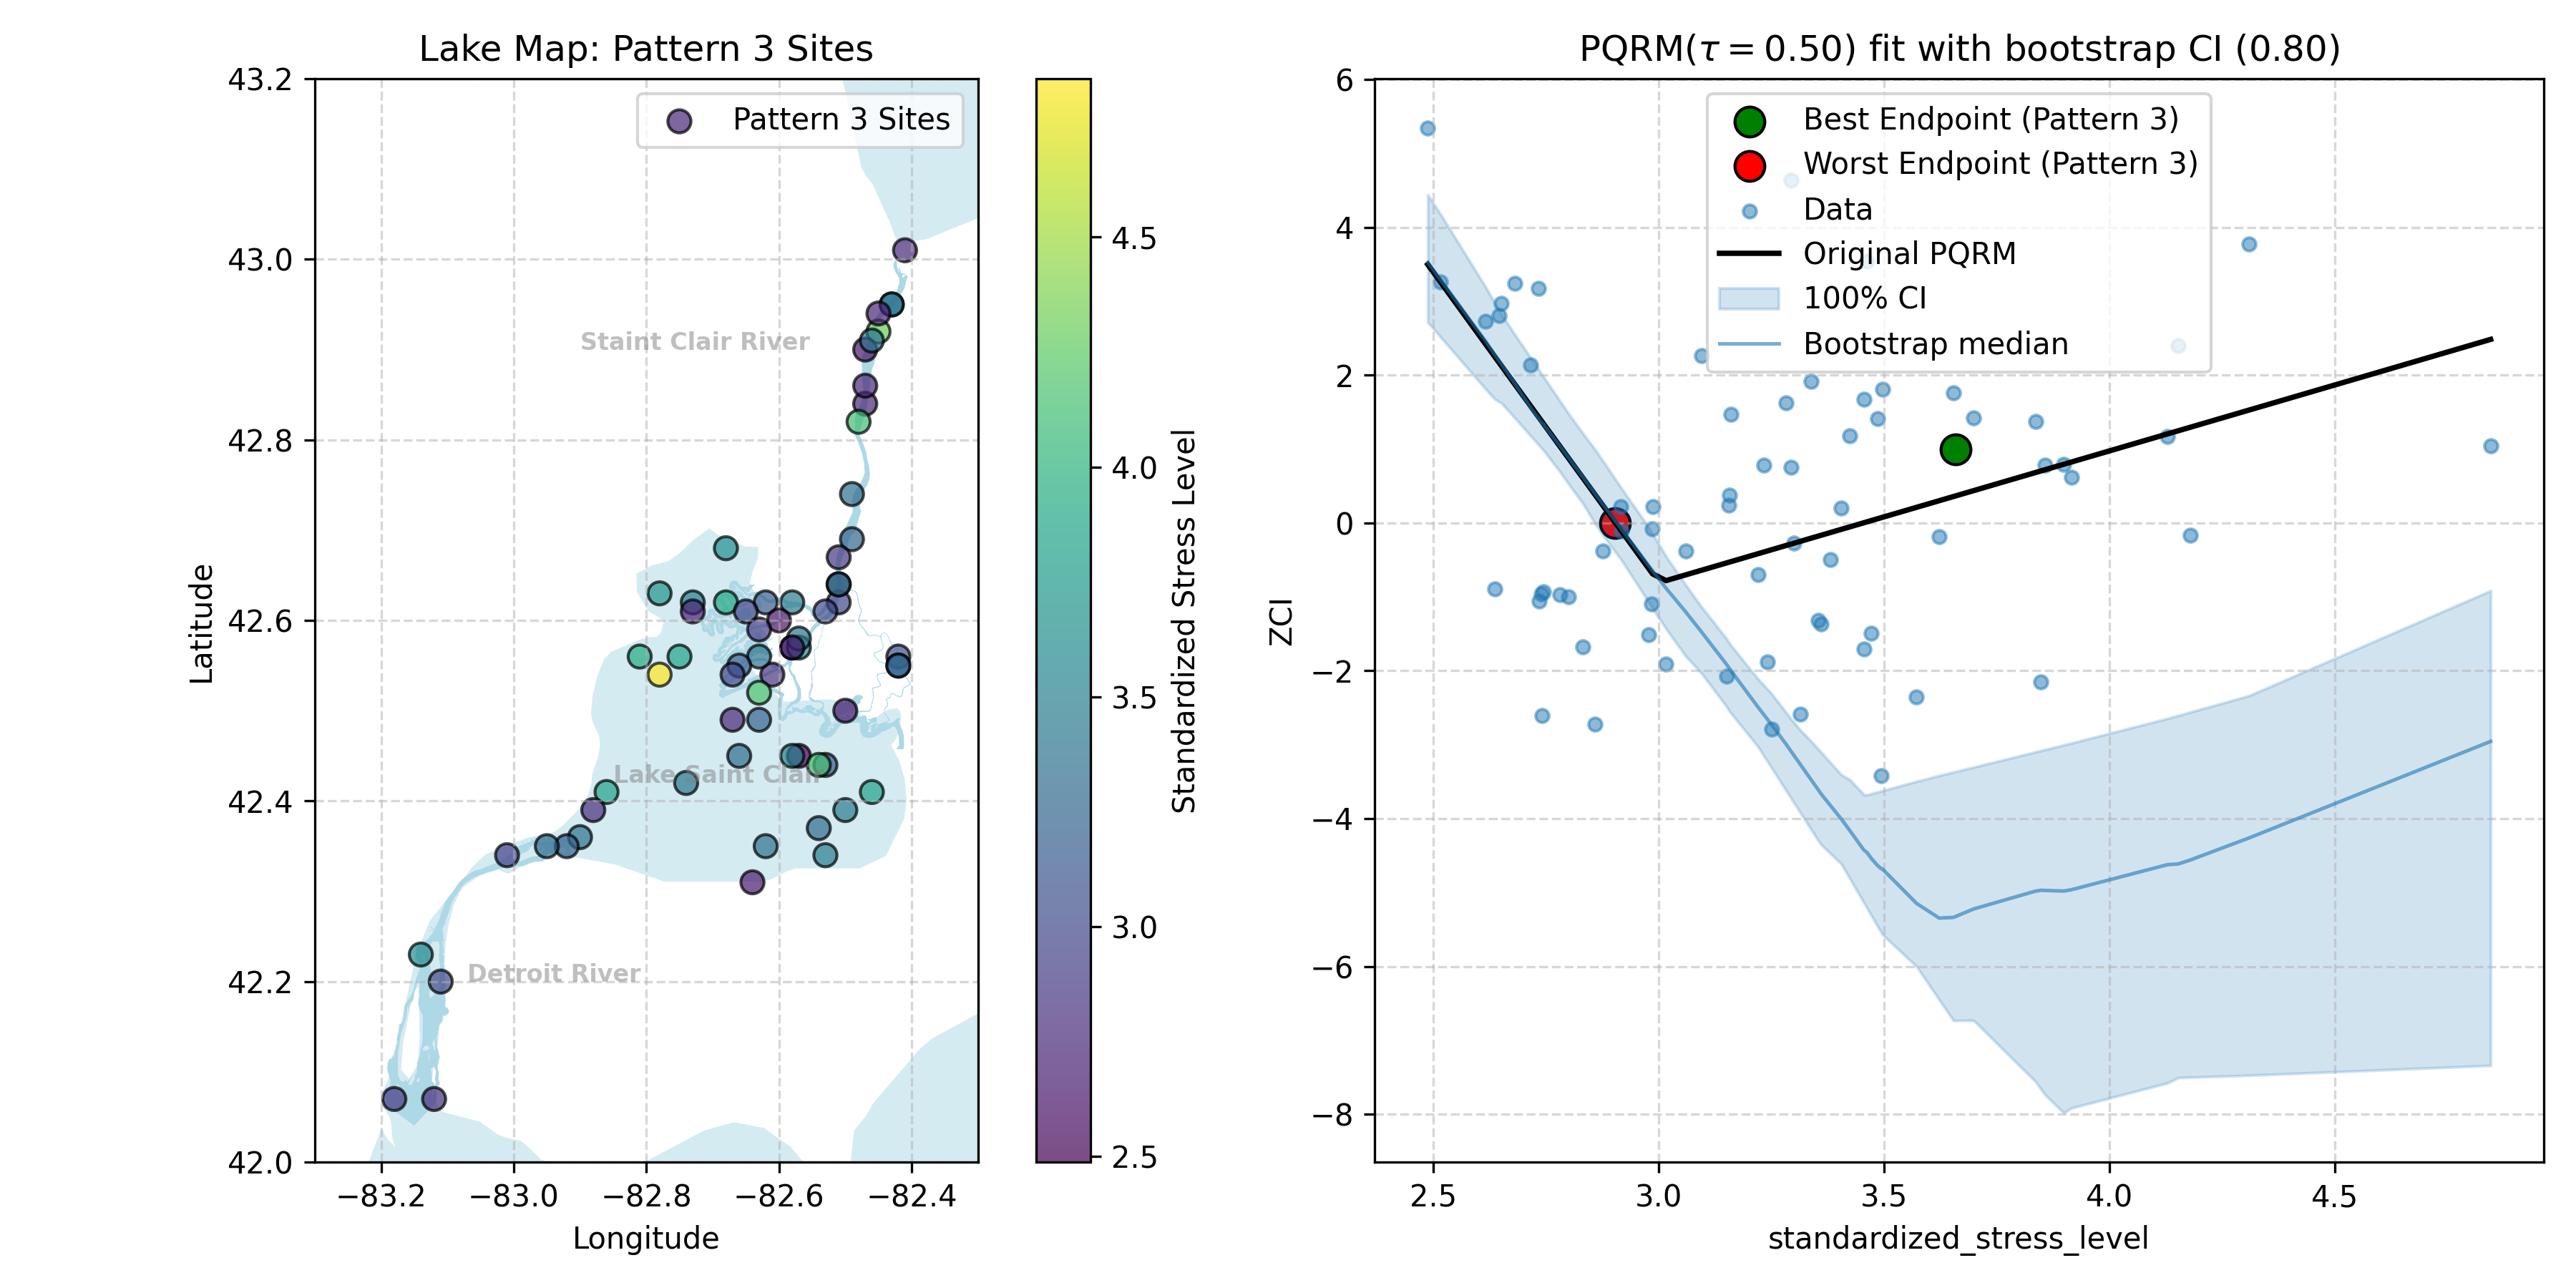 Lake Map: Pattern 3 Sites
Pattern 3 Sites
43.2
43.0
42.8
42.6
42.4
42.2
42.0
Latitude
−83.2
−83.0
−82.8
−82.6
−82.4
Longitude
Staint Clair River
Lake Saint Clair
Detroit River
4.5
4.0
3.5
3.0
2.5
Standardized Stress Level
PQRM(τ = 0.50) fit with bootstrap CI (0.80)
Best Endpoint (Pattern 3)
Worst Endpoint (Pattern 3)
Data
Original PQRM
100% CI
Bootstrap median
6
4
2
0
−2
−4
−6
−8
ZCI
2.5
3.0
3.5
4.0
4.5
standardized_stress_level